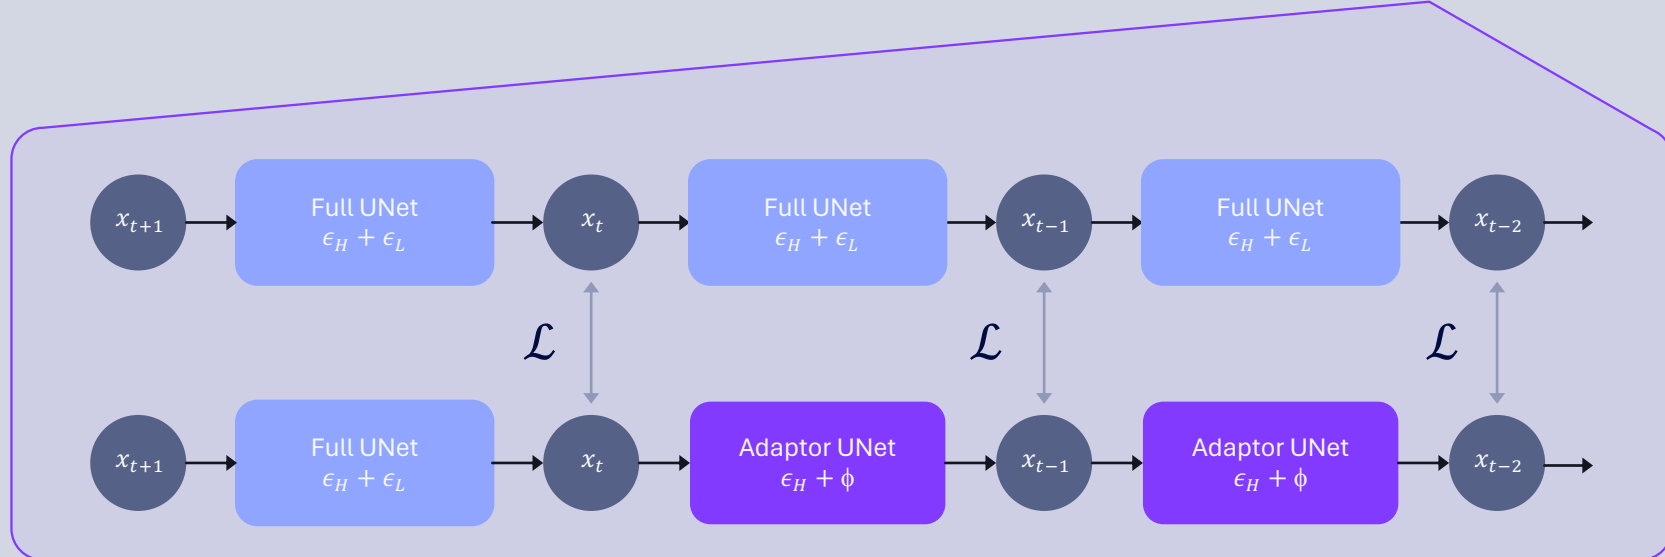 x_{t+1}
Full UNet
ϵ_H + ϵ_L
x_t
Full UNet
ϵ_H + ϵ_L
x_{t−1}
Full UNet
ϵ_H + ϵ_L
x_{t−2}
ℒ
ℒ
ℒ
x_{t+1}
Full UNet
ϵ_H + ϵ_L
x_t
Adaptor UNet
ϵ_H + ϕ
x_{t−1}
Adaptor UNet
ϵ_H + ϕ
x_{t−2}